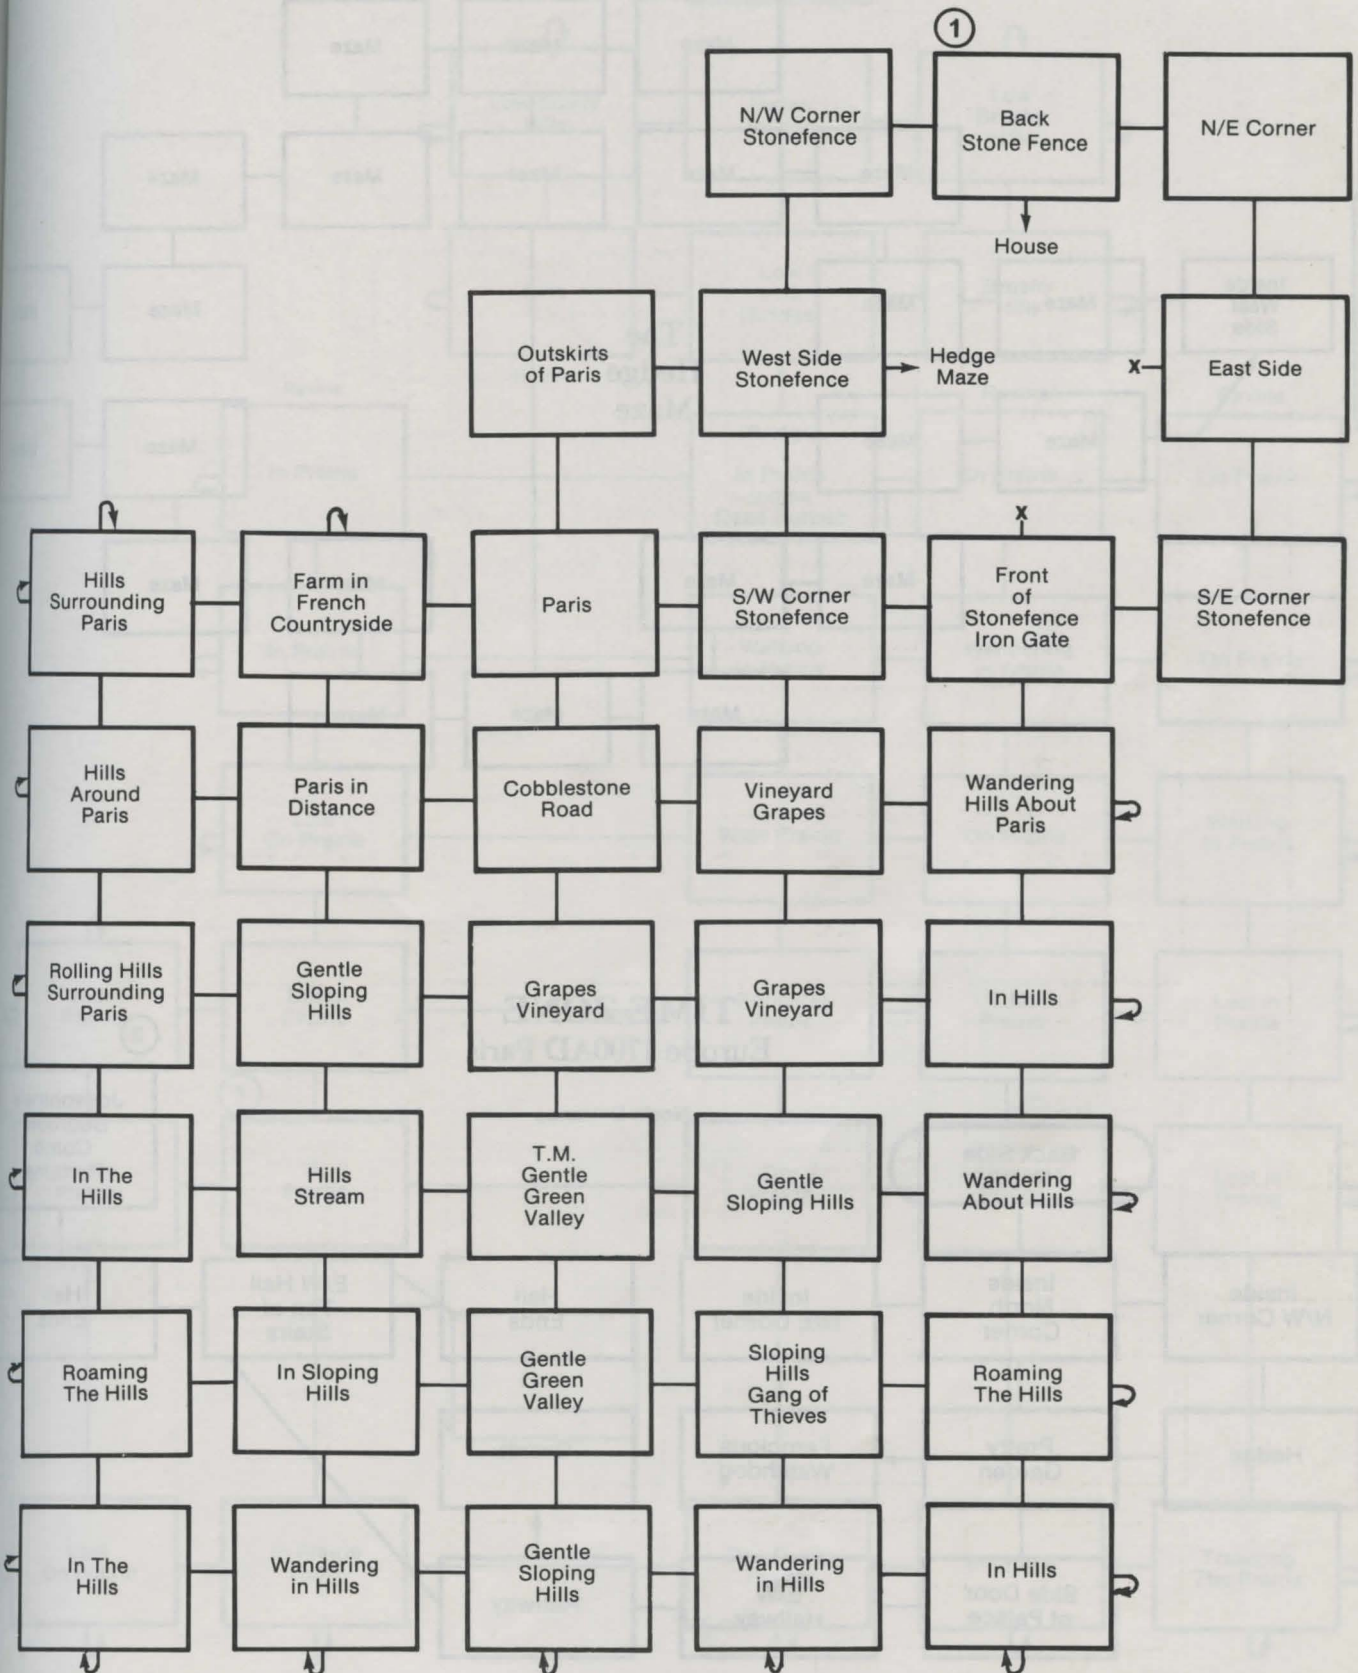 1
N/W Corner
Stonefence
Back
Stone Fence
N/E Corner
House
Outskirts
of Paris
West Side
Stonefence
Hedge
Maze
x
East Side
x
Hills
Surrounding
Paris
Farm in
French
Countryside
Paris
S/W Corner
Stonefence
Front
of
Stonefence
Iron Gate
S/E Corner
Stonefence
Hills
Around
Paris
Paris in
Distance
Cobblestone
Road
Vineyard
Grapes
Wandering
Hills About
Paris
Rolling Hills
Surrounding
Paris
Gentle
Sloping
Hills
Grapes
Vineyard
Grapes
Vineyard
In Hills
In The
Hills
Hills
Stream
T.M.
Gentle
Green
Valley
Gentle
Sloping Hills
Wandering
About Hills
Roaming
The Hills
In Sloping
Hills
Gentle
Green
Valley
Sloping
Hills
Gang of
Thieves
Roaming
The Hills
In The
Hills
Wandering
in Hills
Gentle
Sloping
Hills
Wandering
in Hills
In Hills